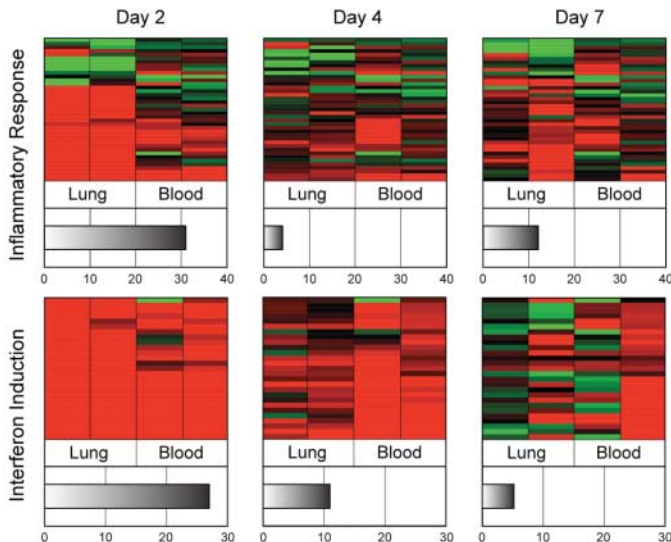 Day 2 Day 4 Day 7
Inflammatory Response
Lung Blood Lung Blood Lung Blood
0 10 20 30 40 0 10 20 30 40 0 10 20 30 40
Interferon Induction
Lung Blood Lung Blood Lung Blood
0 10 20 30 0 10 20 30 0 10 20 30